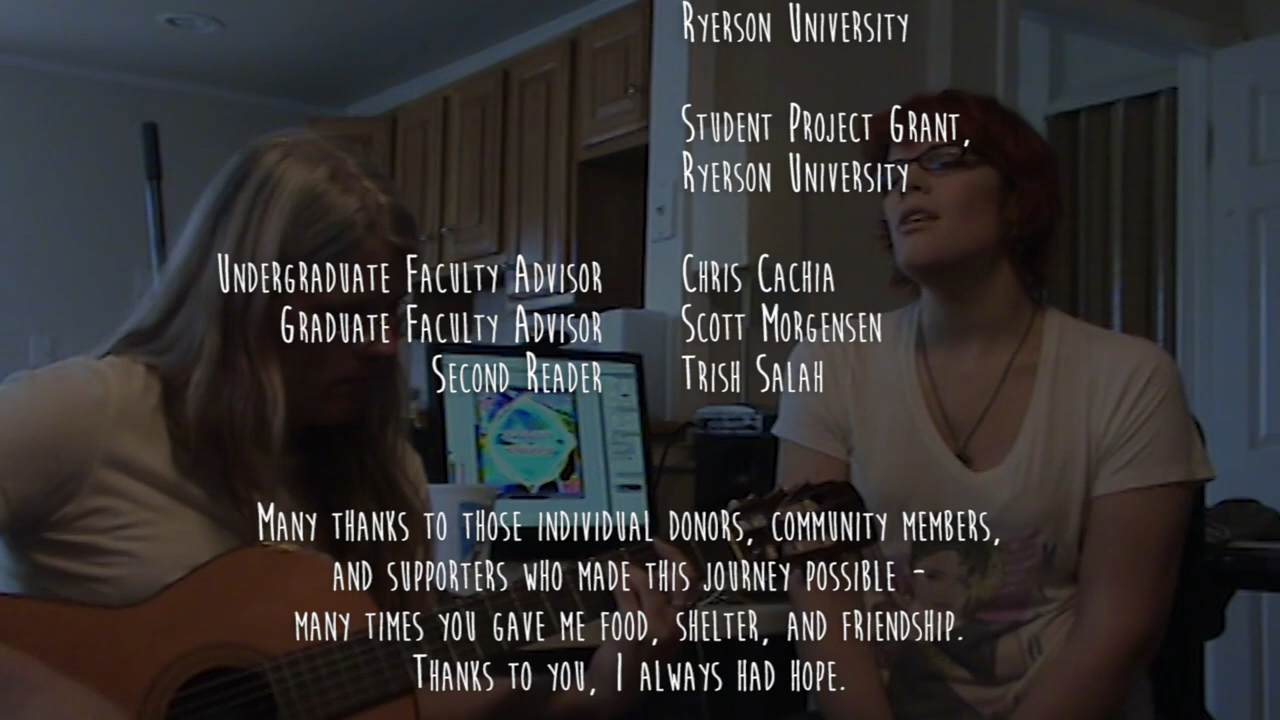 Ryerson University
Student Project Grant,
Ryerson University
Undergraduate Faculty Advisor Chris Cachia
Graduate Faculty Advisor Scott Morgensen
Second Reader Trish Salah
Many thanks to those individual donors, community members,
and supporters who made this journey possible -
many times you gave me food, shelter, and friendship.
Thanks to you, I always had hope.